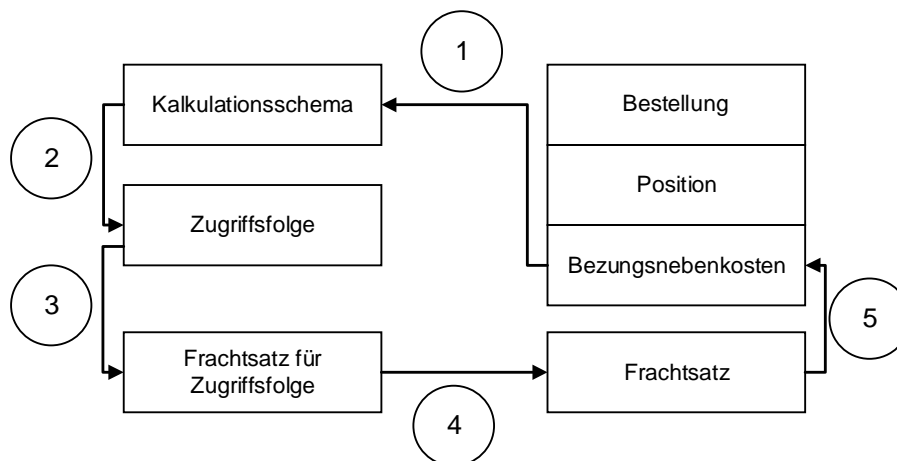 1
Kalkulationsschema
Bestellung
2
Position
Zugriffsfolge
Bezungsnebenkosten
3
5
Frachtsatz für
Zugriffsfolge
Frachtsatz
4